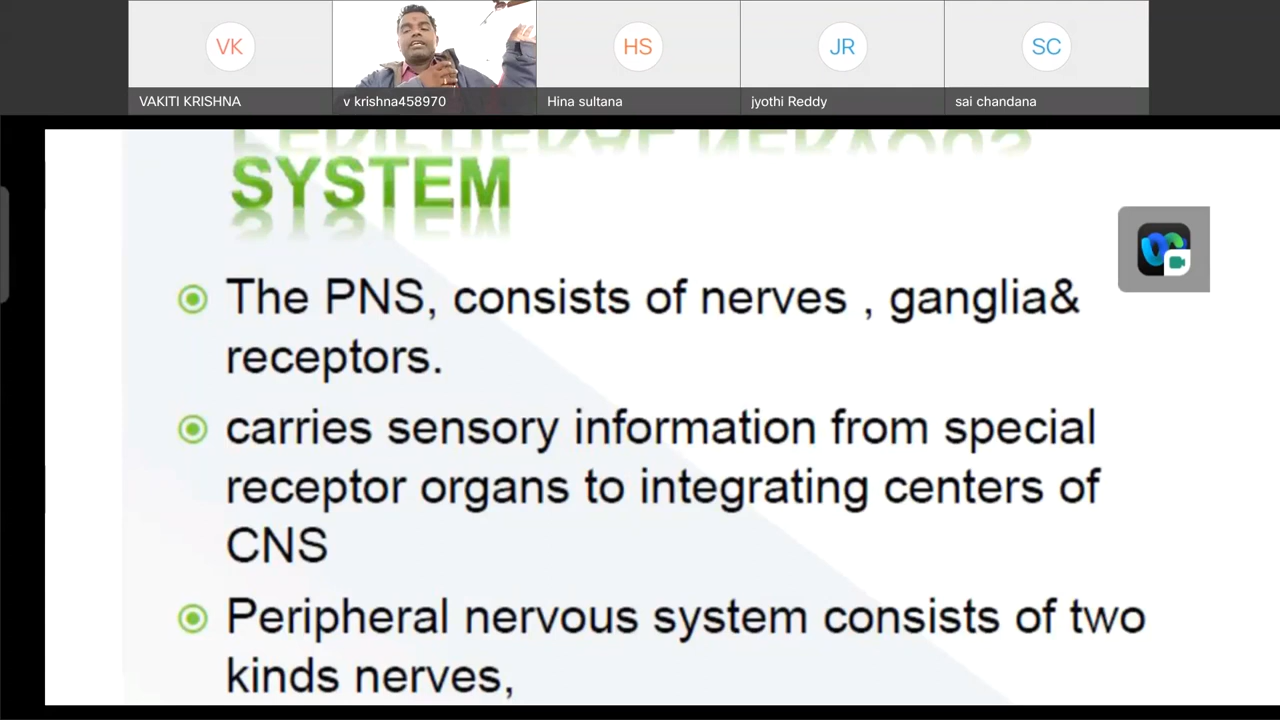 VK
HS
JR
SC
VAKITI KRISHNA
v krishna458970
Hina sultana
jyothi Reddy
sai chandana
SYSTEM
The PNS, consists of nerves , ganglia&
receptors.
carries sensory information from special
receptor organs to integrating centers of
CNS
Peripheral nervous system consists of two
kinds nerves,